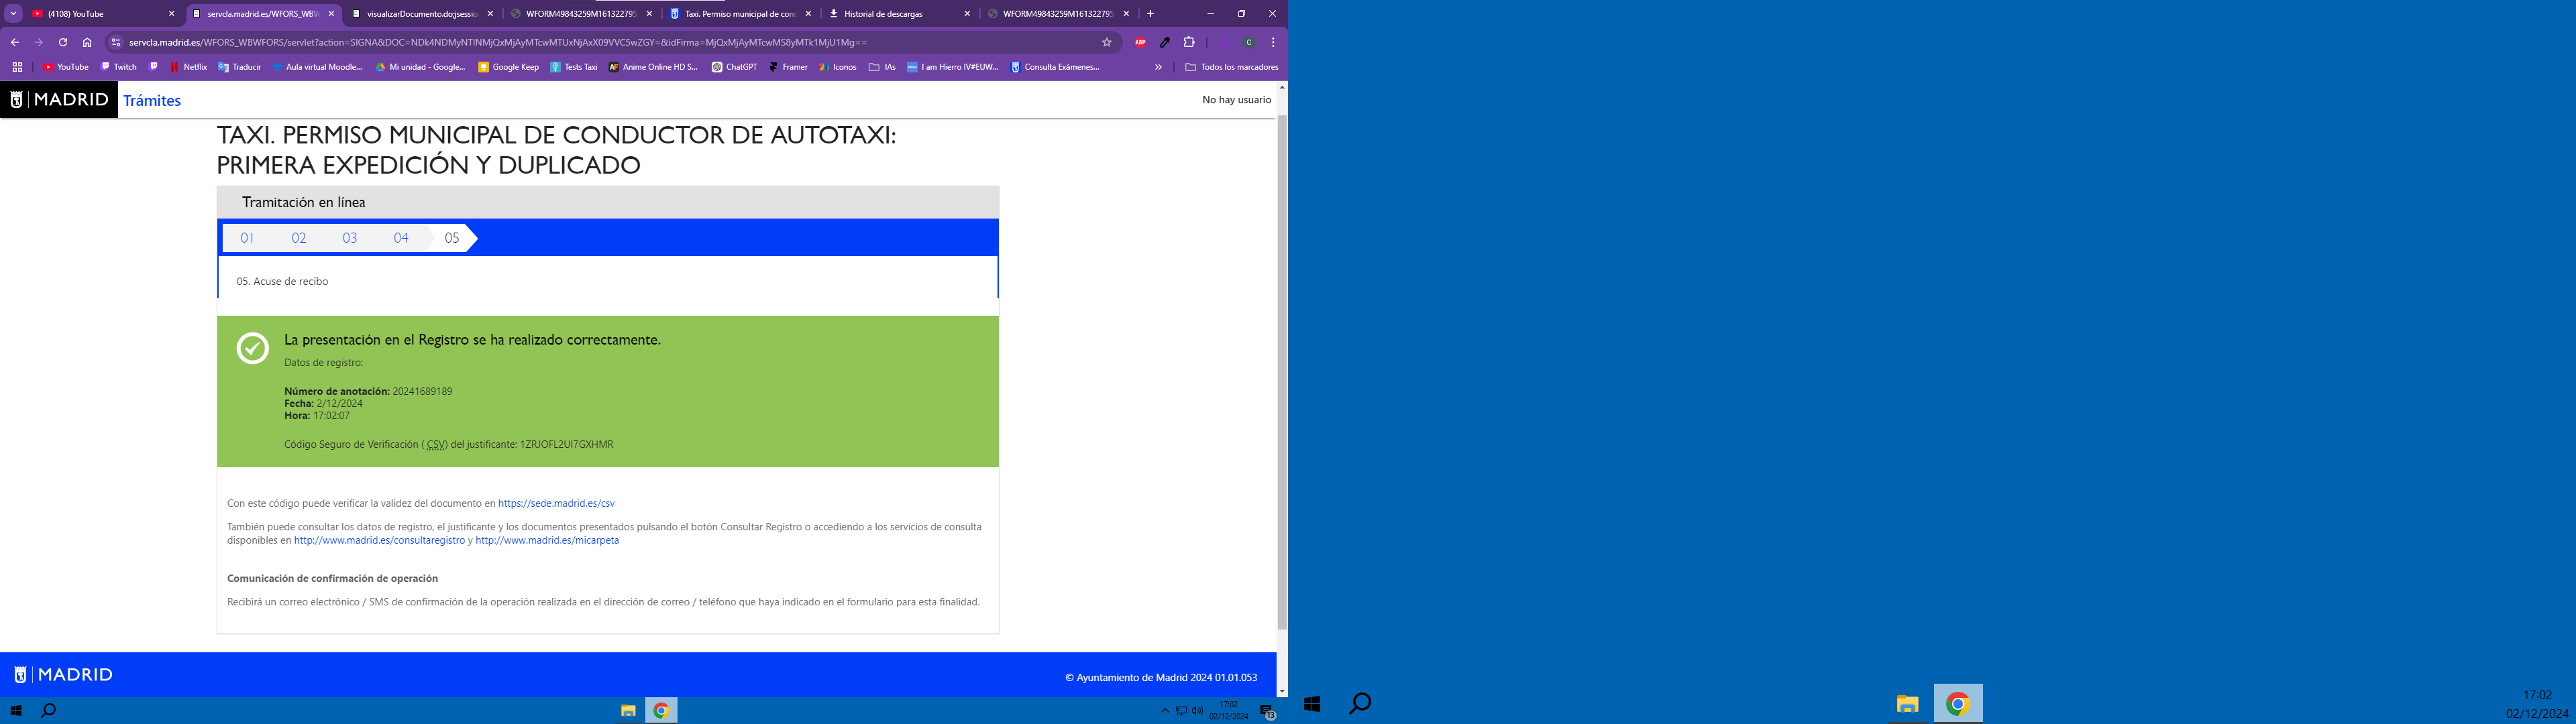 (4108) YouTube
servcla.madrid.es/WFORS_WBW
visualizarDocumento.do;jsession
WFORM49843259M161322795
Taxi. Permiso municipal de cond
Historial de descargas
WFORM49843259M161322795
servcla.madrid.es/WFORS_WBWFORS/servlet?action=SIGNA&DOC=NDk4NDMyNTlNMjQxMjAyMTcwMTUxNjAxX09VVC5wZGY=&idFirma=MjQxMjAyMTcwMS8yMTk1MjU1Mg==
ABP
C
YouTube
Twitch
Netflix
Traducir
Aula virtual Moodle...
Mi unidad - Google...
Google Keep
Tests Taxi
Anime Online HD S...
ChatGPT
Framer
Iconos
IAs
I am Hierro IV#EUW...
Consulta Exámenes...
Todos los marcadores
MADRID
Trámites
No hay usuario
TAXI. PERMISO MUNICIPAL DE CONDUCTOR DE AUTOTAXI:
PRIMERA EXPEDICIÓN Y DUPLICADO
Tramitación en línea
01 02 03 04 05
05. Acuse de recibo
La presentación en el Registro se ha realizado correctamente.
Datos de registro:
Número de anotación: 20241689189
Fecha: 2/12/2024
Hora: 17:02:07
Código Seguro de Verificación ( CSV) del justificante: 1ZRJOFL2UI7GXHMR
Con este código puede verificar la validez del documento en https://sede.madrid.es/csv
También puede consultar los datos de registro, el justificante y los documentos presentados pulsando el botón Consultar Registro o accediendo a los servicios de consulta
disponibles en http://www.madrid.es/consultaregistro y http://www.madrid.es/micarpeta
Comunicación de confirmación de operación
Recibirá un correo electrónico / SMS de confirmación de la operación realizada en el dirección de correo / teléfono que haya indicado en el formulario para esta finalidad.
MADRID
© Ayuntamiento de Madrid 2024 01.01.053
17:02
02/12/2024
13
17:02
02/12/2024